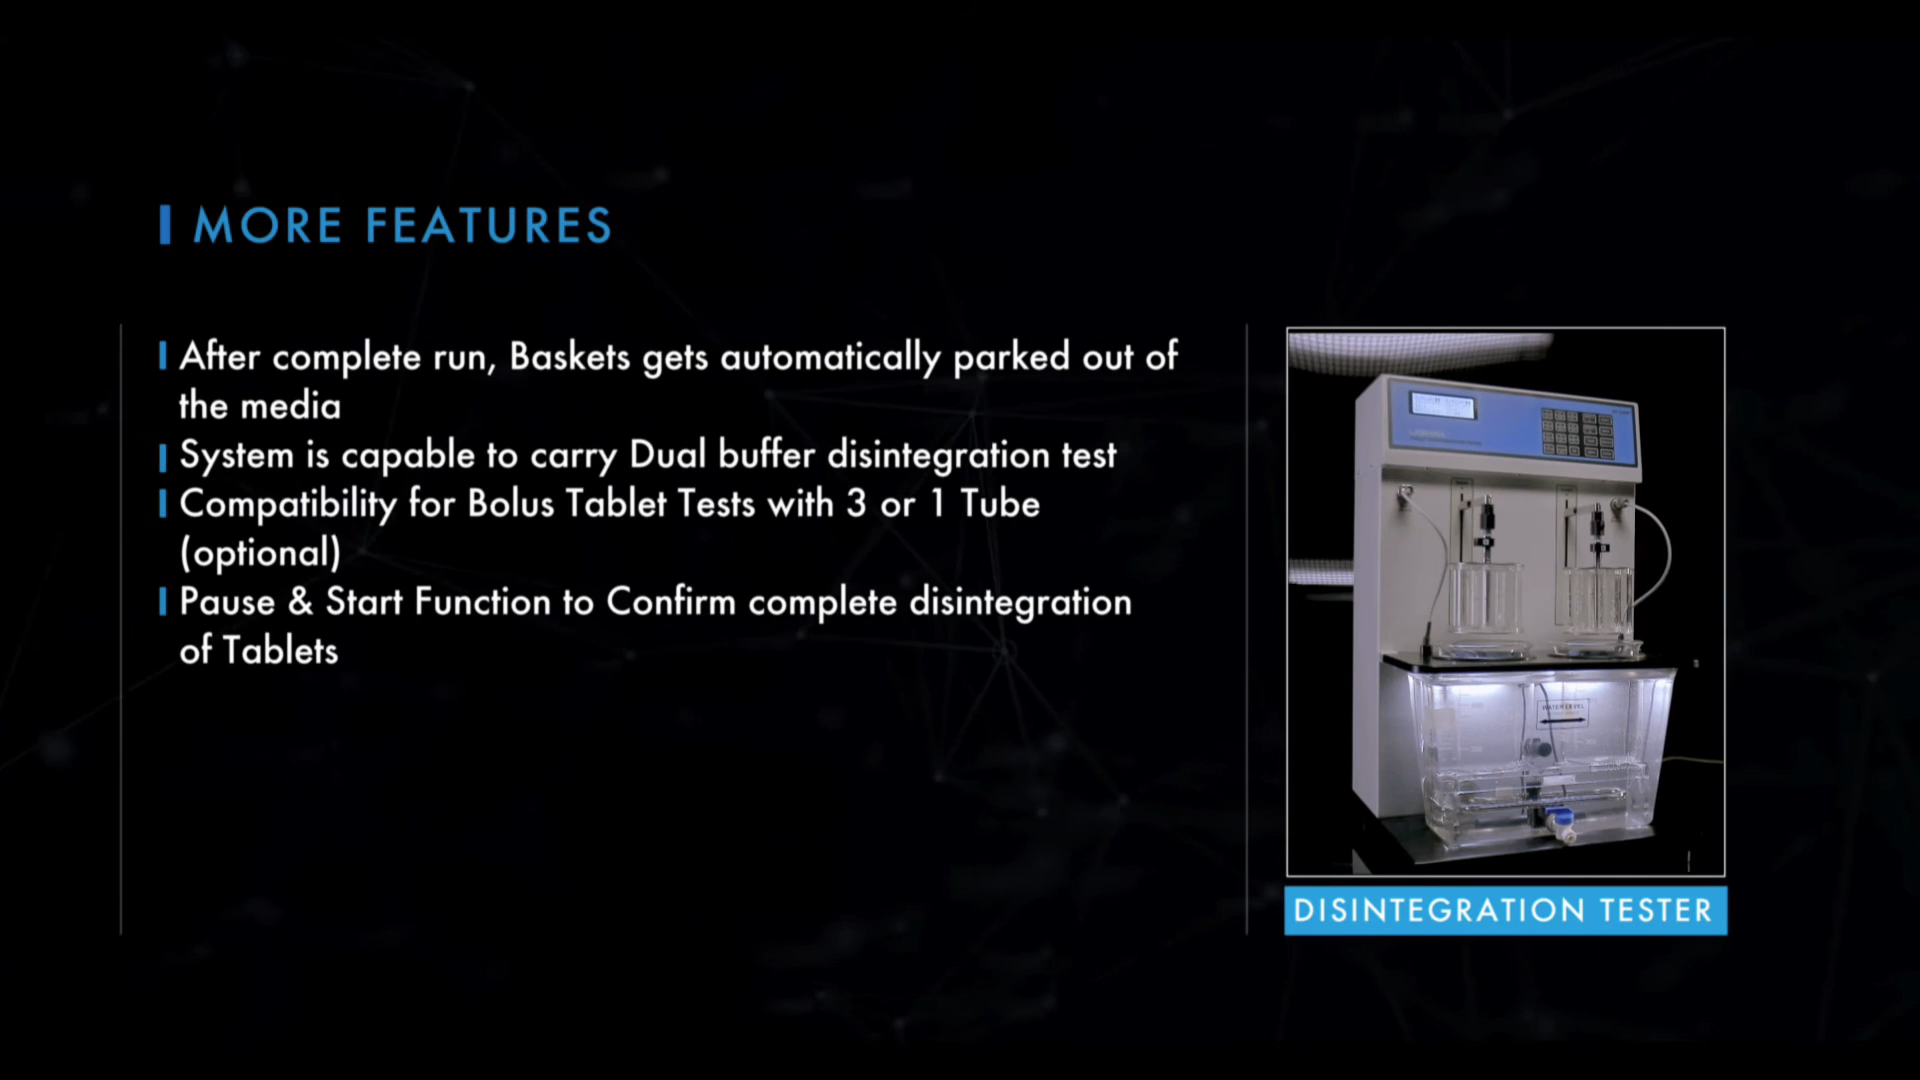 MORE FEATURES
After complete run, Baskets gets automatically parked out of
the media
System is capable to carry Dual buffer disintegration test
Compatibility for Bolus Tablet Tests with 3 or 1 Tube
(optional)
Pause & Start Function to Confirm complete disintegration
of Tablets
WATER LEVEL
DISINTEGRATION TESTER